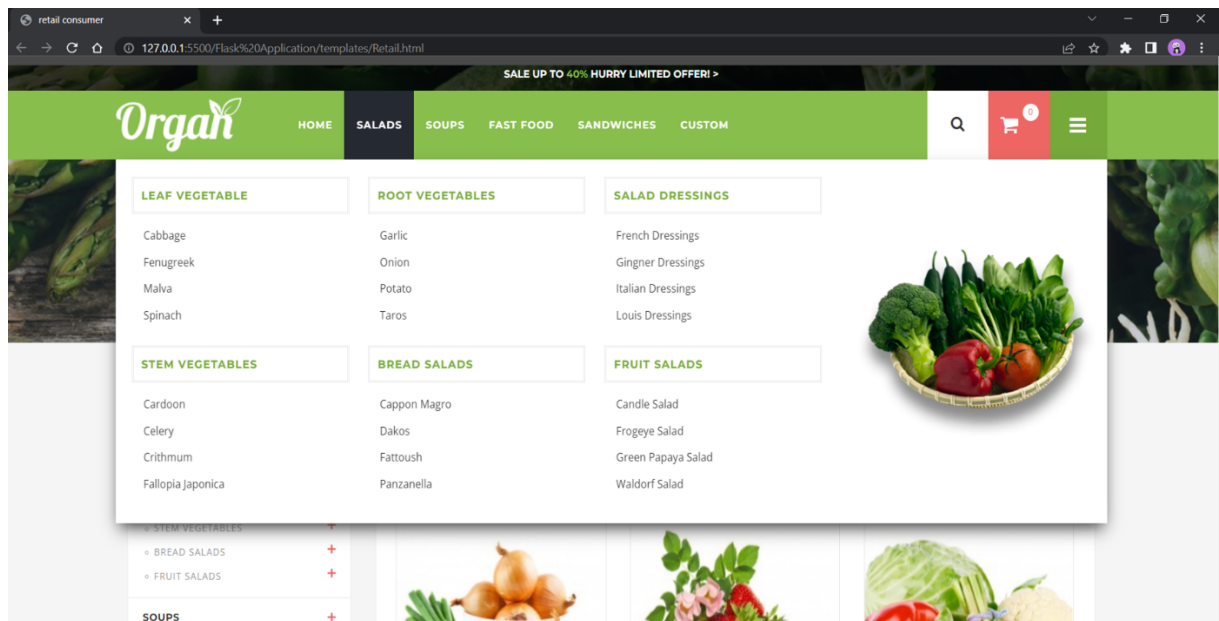 retail consumer
127.0.0.1:5500/Flask%20Application/templates/Retail.html
SALE UP TO 40% HURRY LIMITED OFFER! >
Organ
HOME SALADS SOUPS FAST FOOD SANDWICHES CUSTOM
0
LEAF VEGETABLE
Cabbage
Fenugreek
Malva
Spinach
ROOT VEGETABLES
Garlic
Onion
Potato
Taros
SALAD DRESSINGS
French Dressings
Gingner Dressings
Italian Dressings
Louis Dressings
STEM VEGETABLES
Cardoon
Celery
Crithmum
Fallopia Japonica
BREAD SALADS
Cappon Magro
Dakos
Fattoush
Panzanella
FRUIT SALADS
Candle Salad
Frogeye Salad
Green Papaya Salad
Waldorf Salad
STEM VEGETABLES +
BREAD SALADS +
FRUIT SALADS +
SOUPS +